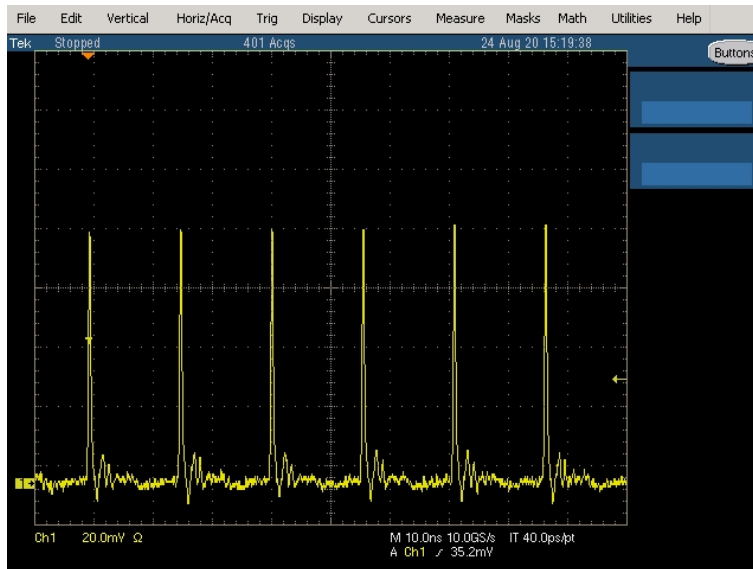 File Edit Vertical Horiz/Acq Trig Display Cursors Measure Masks Math Utilities Help
Tek Stopped 401 Acqs 24 Aug 20 15:19:38
Buttons
1
Ch1 20.0mV Ω M 10.0ns 10.0GS/s IT 40.0ps/pt
A Ch1 ∕ 35.2mV